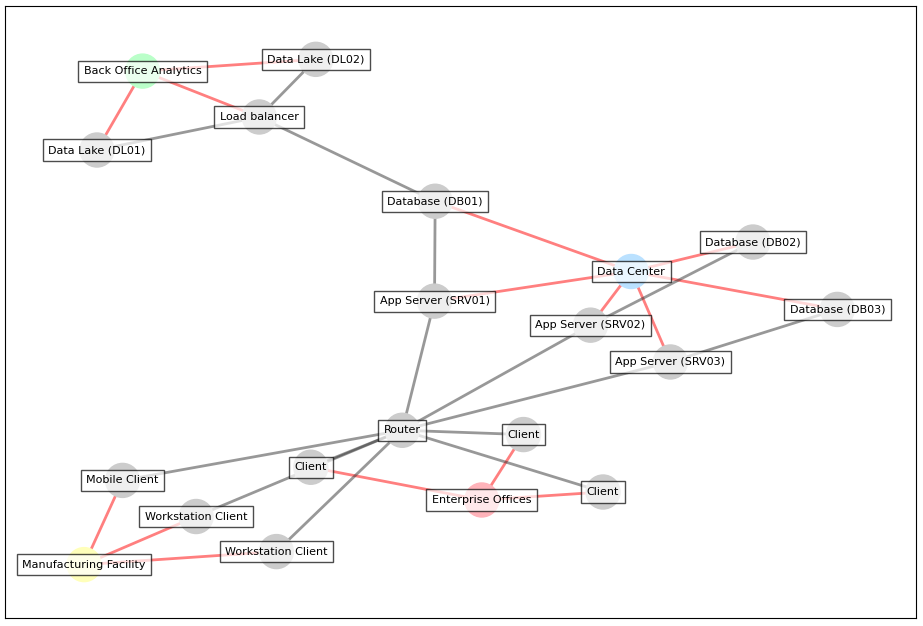 Data Lake (DL02)
Back Office Analytics
Load balancer
Data Lake (DL01)
Database (DB01)
Database (DB02)
Data Center
App Server (SRV01)
Database (DB03)
App Server (SRV02)
App Server (SRV03)
Router
Client
Client
Mobile Client
Client
Enterprise Offices
Workstation Client
Workstation Client
Manufacturing Facility